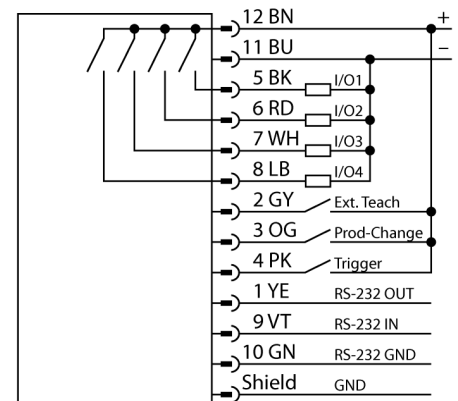 12 BN +
11 BU −
5 BK I/O1
6 RD I/O2
7 WH I/O3
8 LB I/O4
2 GY Ext. Teach
3 OG Prod-Change
4 PK Trigger
1 YE RS-232 OUT
9 VT RS-232 IN
10 GN RS-232 GND
Shield GND